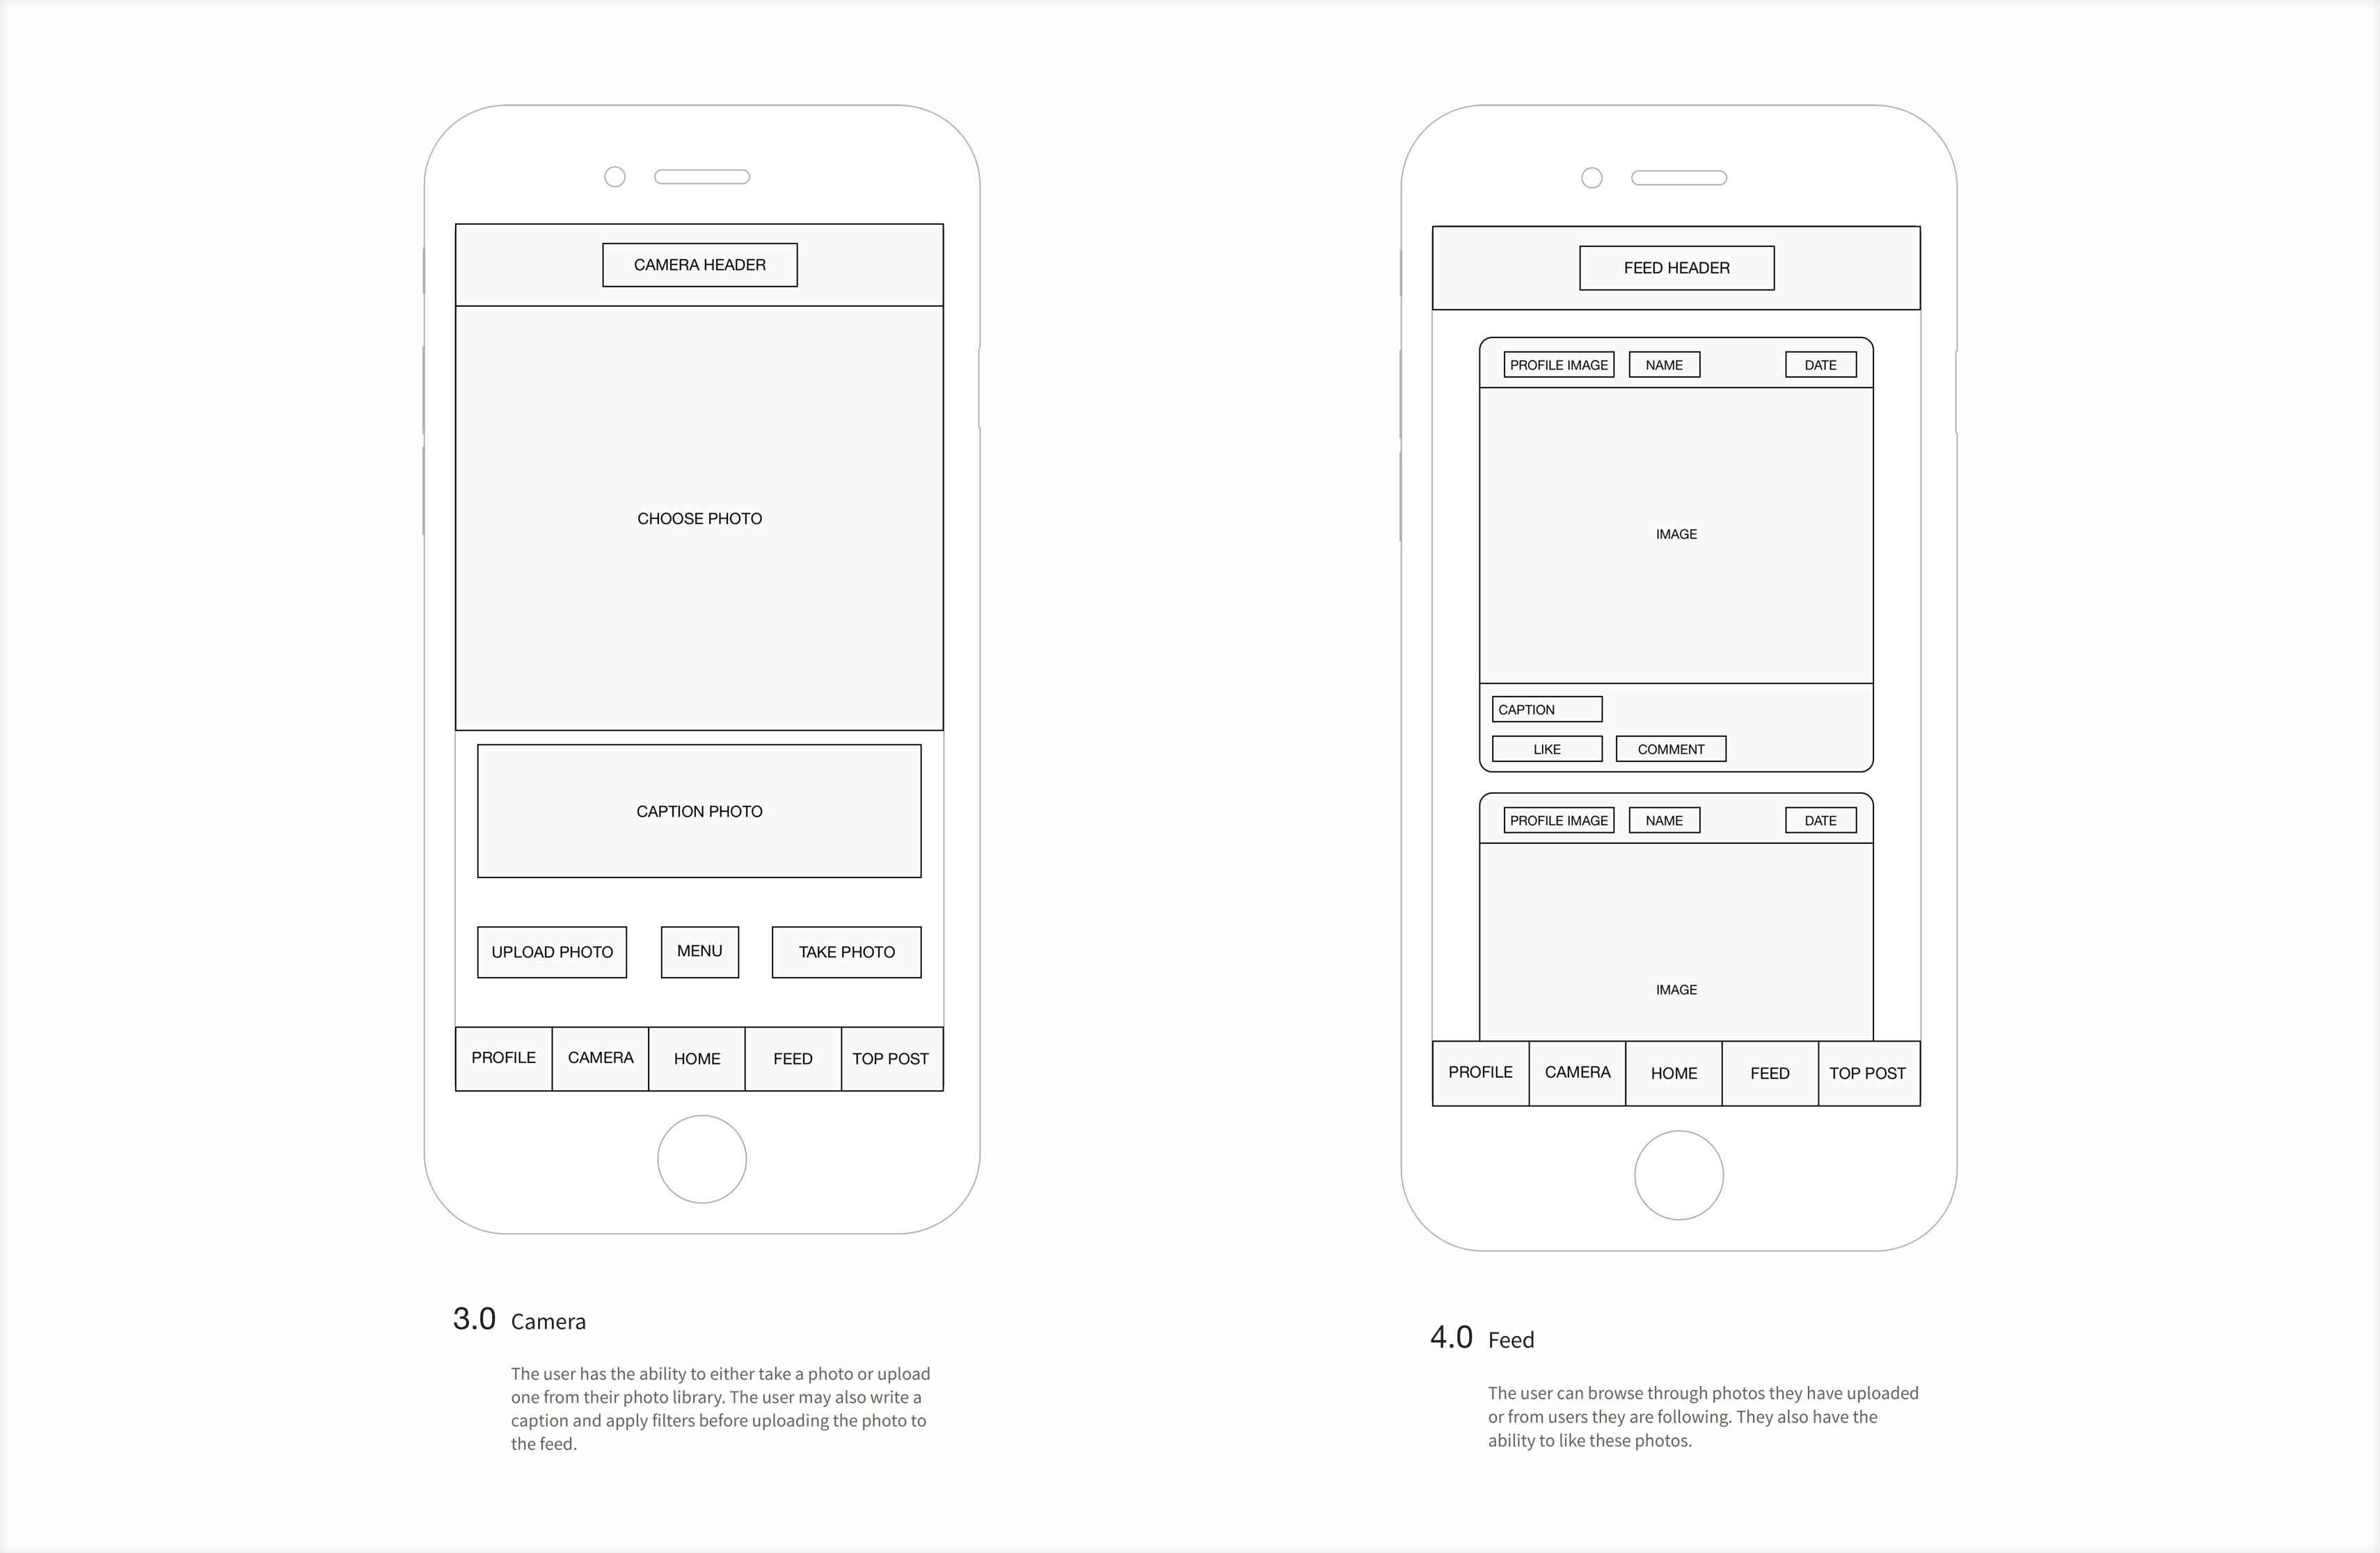 CAMERA HEADER
CHOOSE PHOTO
CAPTION PHOTO
UPLOAD PHOTO
MENU
TAKE PHOTO
PROFILE
CAMERA
HOME
FEED
TOP POST
3.0 Camera
The user has the ability to either take a photo or upload
one from their photo library. The user may also write a
caption and apply filters before uploading the photo to
the feed.
FEED HEADER
PROFILE IMAGE
NAME
DATE
IMAGE
CAPTION
LIKE
COMMENT
PROFILE IMAGE
NAME
DATE
IMAGE
PROFILE
CAMERA
HOME
FEED
TOP POST
4.0 Feed
The user can browse through photos they have uploaded
or from users they are following. They also have the
ability to like these photos.